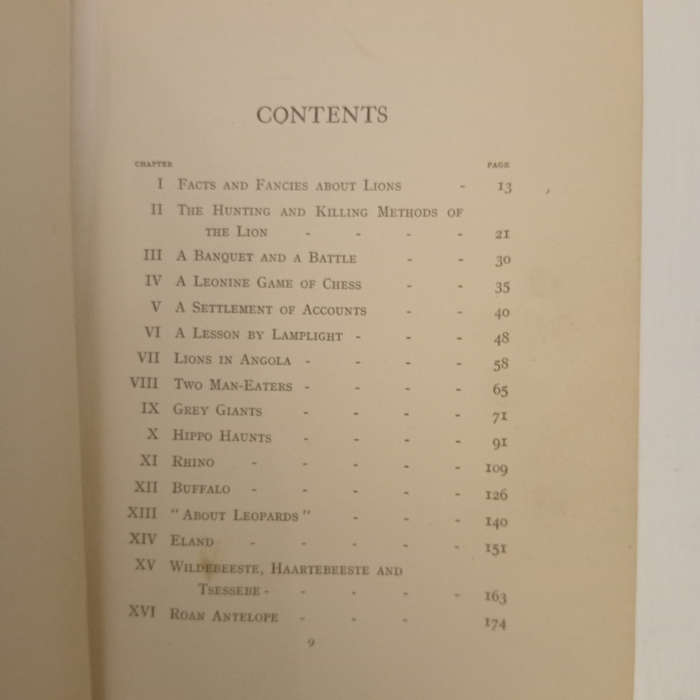 CONTENTS
CHAPTER PAGE
I FACTS AND FANCIES ABOUT LIONS - 13
II THE HUNTING AND KILLING METHODS OF
THE LION - - - - 21
III A BANQUET AND A BATTLE - - 30
IV A LEONINE GAME OF CHESS - - 35
V A SETTLEMENT OF ACCOUNTS - - 40
VI A LESSON BY LAMPLIGHT - - - 48
VII LIONS IN ANGOLA - - - - 58
VIII TWO MAN-EATERS - - - - 65
IX GREY GIANTS - - - - 71
X HIPPO HAUNTS - - - - 91
XI RHINO - - - - - 109
XII BUFFALO - - - - - 126
XIII "ABOUT LEOPARDS" - - - 140
XIV ELAND - - - - - 151
XV WILDEBEESTE, HAARTEBEESTE AND
TSESSEBE - - - - - 163
XVI ROAN ANTELOPE - - - 174
9